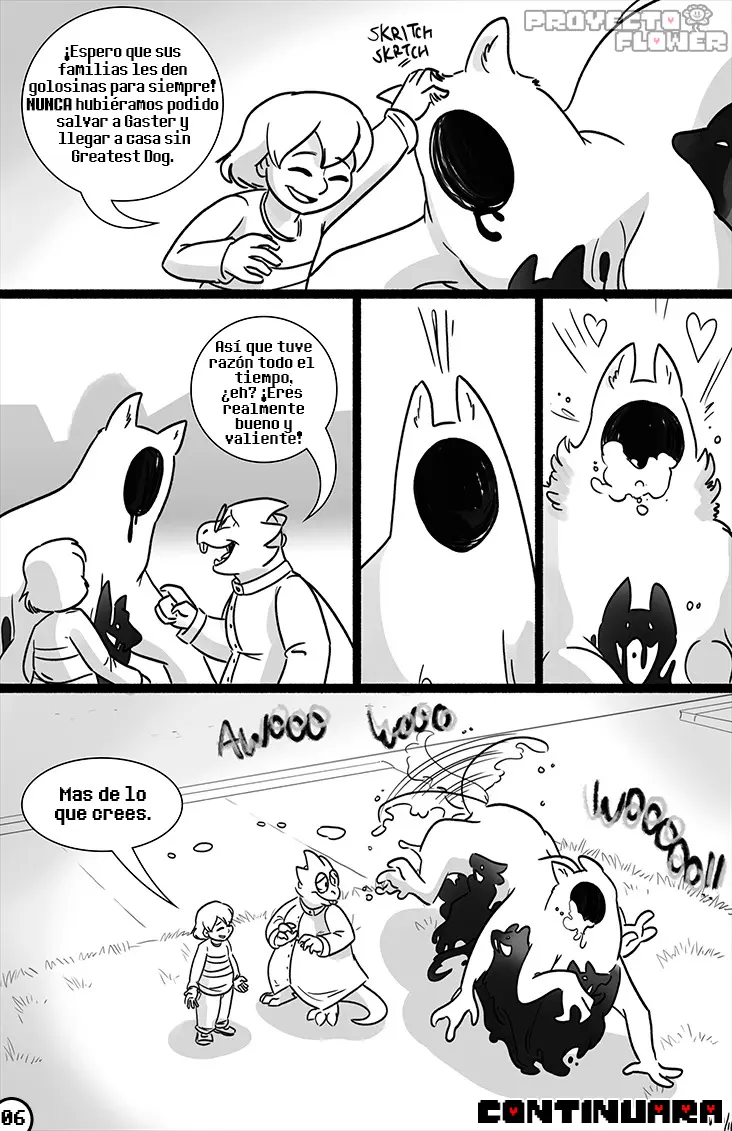 PROYECTO
FLOWER
SKRITCH
SKRTCH
¡Espero que sus
familias les den
golosinas para siempre!
NUNCA hubiéramos podido
salvar a Gaster y
llegar a casa sin
Greatest Dog.
Así que tuve
razón todo el
tiempo,
¿eh? ¡Eres
realmente
bueno y
valiente!
AWOOO WOOO
WOOOOO!!
Mas de lo
que crees.
06
CONTINUARA